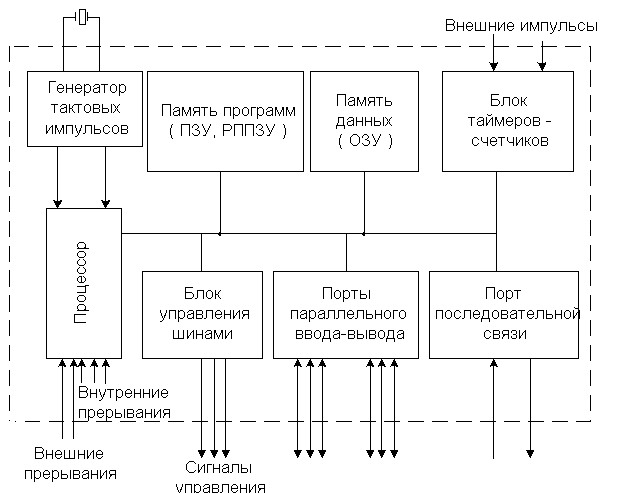 Внешние импульсы
Генератор
тактовых
импульсов
Память программ
( ПЗУ, РППЗУ )
Память
данных
( ОЗУ )
Блок
таймеров -
счетчиков
Процессор
Блок
управления
шинами
Порты
параллельного
ввода-вывода
Порт
последовательной
связи
Внутренние
прерывания
Внешние
прерывания
Сигналы
управления